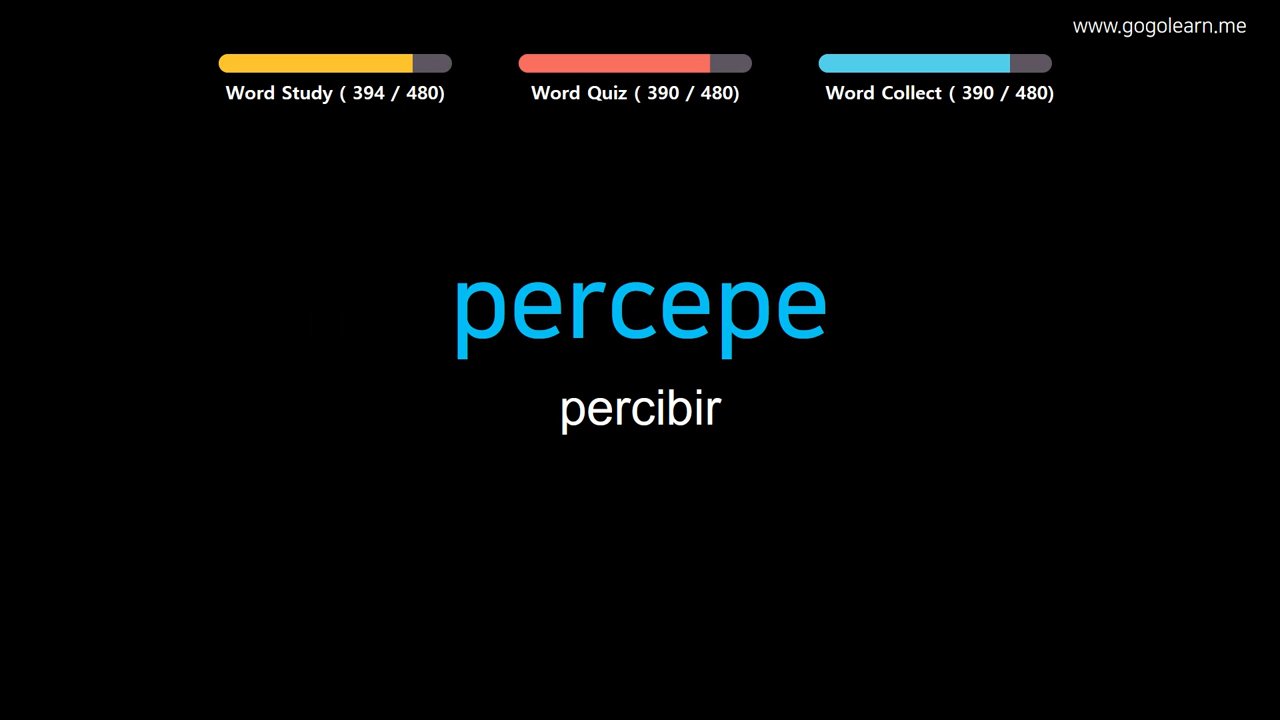 www.gogolearn.me
Word Study ( 394 / 480)
Word Quiz ( 390 / 480)
Word Collect ( 390 / 480)
percepe
percibir